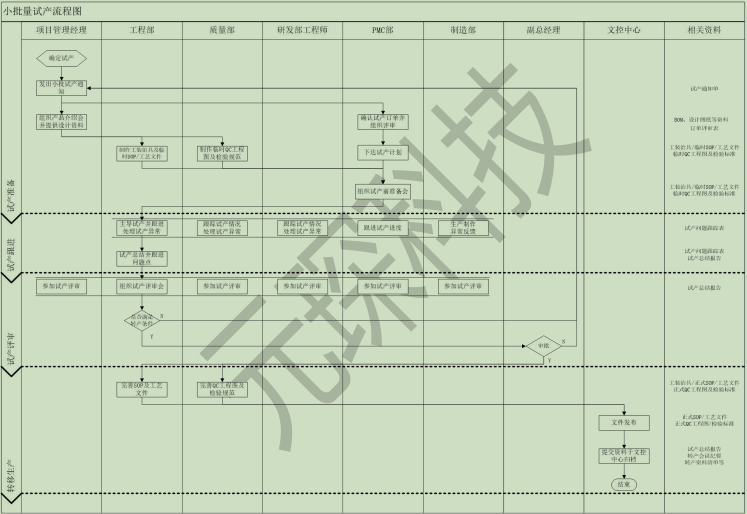 小批量试产流程图
项目管理经理 工程部 质量部 研发部工程师 PMC部 制造部 副总经理 文控中心 相关资料
确定试产
发出小批试产通
知
试产通知单
组织产品介绍会
并提供设计资料
确认试产订单并
组织评审
BOM、设计图纸等资料
订单评审表
制作工装治具及临
时SOP/工艺文件
制作临时QC工程
图及检验规范
下达试产计划
工装治具/临时SOP/工艺文件
临时QC工程图及检验标准
组织试产前准备会
工装治具/临时SOP/工艺文件
临时QC工程图及检验标准
试产准备
主导试产并跟进
处理试产异常
跟踪试产情况
处理试产异常
跟踪试产情况
处理试产异常
跟进试产进度
生产制作
异常反馈
试产问题跟踪表
试产总结并跟进
问题点
试产问题跟踪表
试产总结报告
试产跟进
参加试产评审 组织试产评审会 参加试产评审 参加试产评审 参加试产评审 参加试产评审 试产总结报告
是否满足
转产条件
N
Y
审批
N
Y
试产评审
完善SOP及工艺
文件
完善QC工程图及
检验规范
工装治具/正式SOP/工艺文件
正式QC工程图及检验标准
文件发布
正式SOP/工艺文件
正式QC工程图/检验标准
提交资料于文控
中心归档
试产总结报告
转产会议纪要
转产资料清单等
结束
转移生产
元琛科技